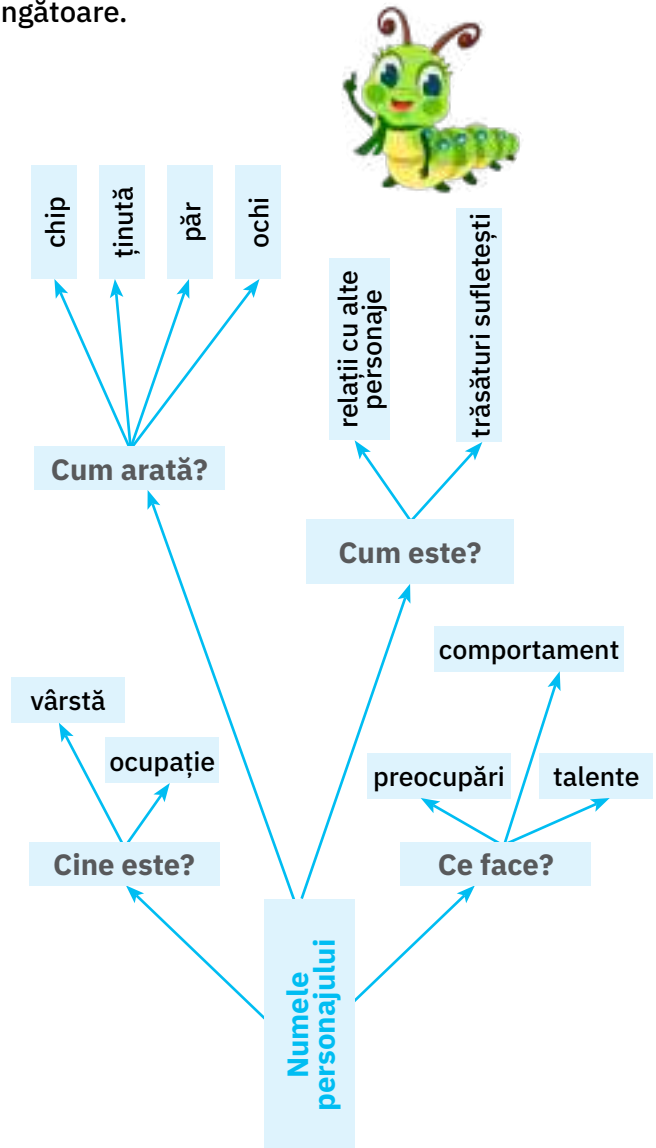 ngătoare.
chip
ținută
păr
ochi
relații cu alte
personaje
trăsături sufletești
Cum arată?
Cum este?
comportament
vârstă
ocupație
preocupări
talente
Cine este?
Ce face?
Numele
personajului